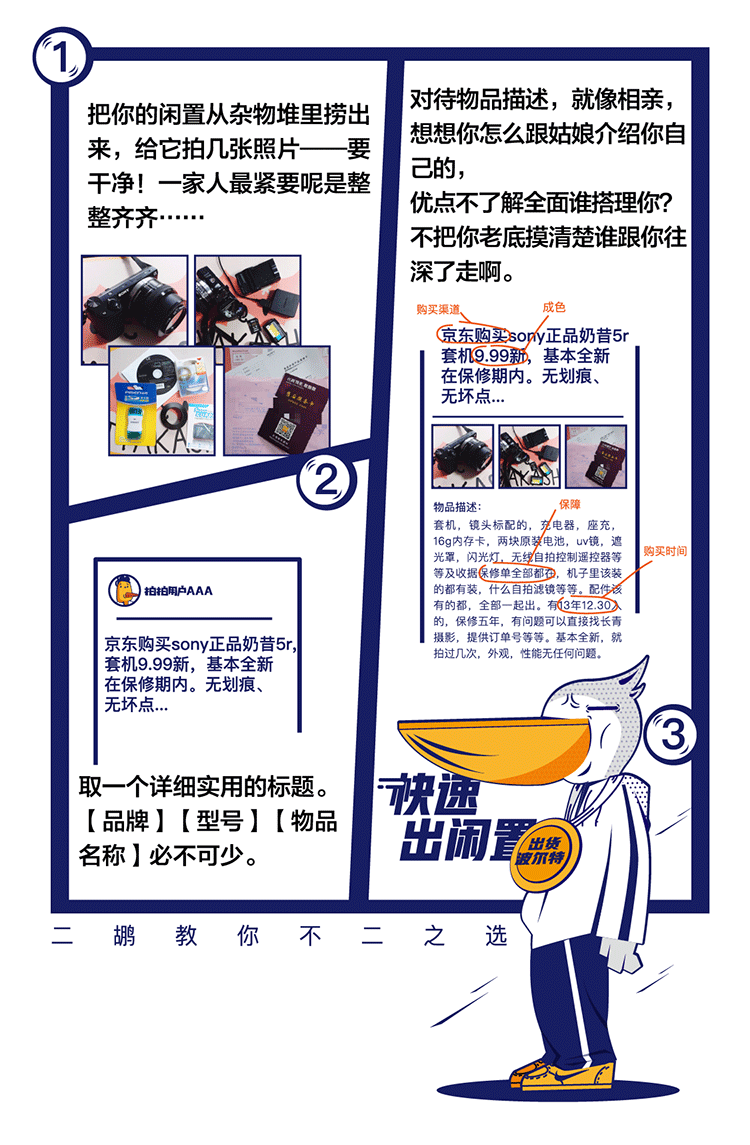 1
把你的闲置从杂物堆里捞出
来，给它拍几张照片——要
干净！一家人最紧要呢是整
整齐齐……
2
拍拍用户AAA
京东购买sony正品奶昔5r,
套机9.99新，基本全新
在保修期内。无划痕、
无坏点...
取一个详细实用的标题。
【品牌】【型号】【物品
名称】必不可少。
对待物品描述，就像相亲，
想想你怎么跟姑娘介绍你自
己的，
优点不了解全面谁搭理你？
不把你老底摸清楚谁跟你往
深了走啊。
购买渠道
成色
京东购买sony正品奶昔5r
套机9.99新，基本全新
在保修期内。无划痕、
无坏点...
物品描述：
保障
套机，镜头标配的，充电器，座充，
16g内存卡，两块原装电池，uv镜，遮
购买时间
光罩，闪光灯，无线自拍控制遥控器等
等及收据保修单全部都在，机子里该装
的都有装，什么自拍滤镜等等。配件该
有的都，全部一起出。有13年12.30入
的，保修五年，有问题可以直接找长青
摄影，提供订单号等等。基本全新，就
拍过几次，外观，性能无任何问题。
3
快速
出闲置
出货
波尔特
二鹕教你不二之选